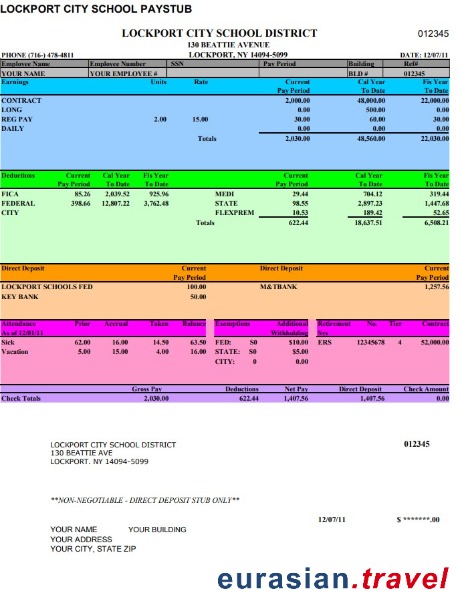 LOCKPORT CITY SCHOOL PAYSTUB
LOCKPORT CITY SCHOOL DISTRICT 012345
130 BEATTIE AVENUE
PHONE (716-) 478-4811 LOCKPORT, NY 14094-5099 DATE: 12/07/11
Employee Name Employee Number SSN Pay Period Building Ref#
YOUR NAME YOUR EMPLOYEE # BLD # 012345
Earnings Units Rate Current Cal Year Fis Year
Pay Period To Date To Date
CONTRACT 2,000.00 48,000.00 22,000.00
LONG 0.00 500.00 0.00
REG PAY 2.00 15.00 30.00 60.00 30.00
DAILY 0.00 0.00 0.00
Totals 2,030.00 48,560.00 22,030.00
Deductions Current Cal Year Fis Year Current Cal Year Fis Year
Pay Period To Date To Date Pay Period To Date To Date
FICA 85.26 2,039.52 925.96 MEDI 29.44 704.12 319.44
FEDERAL 398.66 12,807.22 3,762.48 STATE 98.55 2,897.23 1,447.68
CITY FLEXPREM 10.53 189.42 52.65
Totals 622.44 18,637.51 6,508.21
Direct Deposit Current Direct Deposit Current
Pay Period Pay Period
LOCKPORT SCHOOLS FED 100.00 M&TBANK 1,257.56
KEY BANK 50.00
Attendance Prior Accrual Taken Balance Exemptions Additional Retirement No. Tier Contract
As of 12/01/11 Withholding Sys
Sick 62.00 16.00 14.50 63.50 FED: S0 $10.00 ERS 12345678 4 52,000.00
Vacation 5.00 15.00 4.00 16.00 STATE: S0 $5.00
CITY: 0 0.00
Gross Pay Deductions Net Pay Direct Deposit Check Amount
Check Totals 2,030.00 622.44 1,407.56 1,407.56 0.00
LOCKPORT CITY SCHOOL DISTRICT 012345
130 BEATTIE AVE
LOCKPORT, NY 14094-5099
**NON-NEGOTIABLE - DIRECT DEPOSIT STUB ONLY**
12/07/11 $ *******.00
YOUR NAME YOUR BUILDING
YOUR ADDRESS
YOUR CITY, STATE ZIP
eurasian.travel